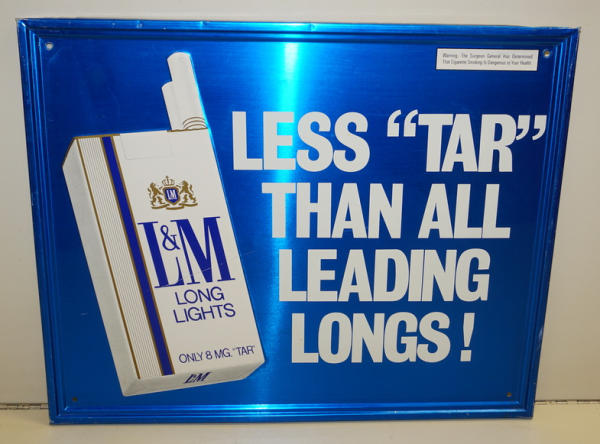 Warning: The Surgeon General Has Determined
That Cigarette Smoking Is Dangerous to Your Health.
LESS “TAR”
THAN ALL
LEADING
LONGS!
LM
L&M
LONG
LIGHTS
ONLY 8 MG. “TAR”
L&M